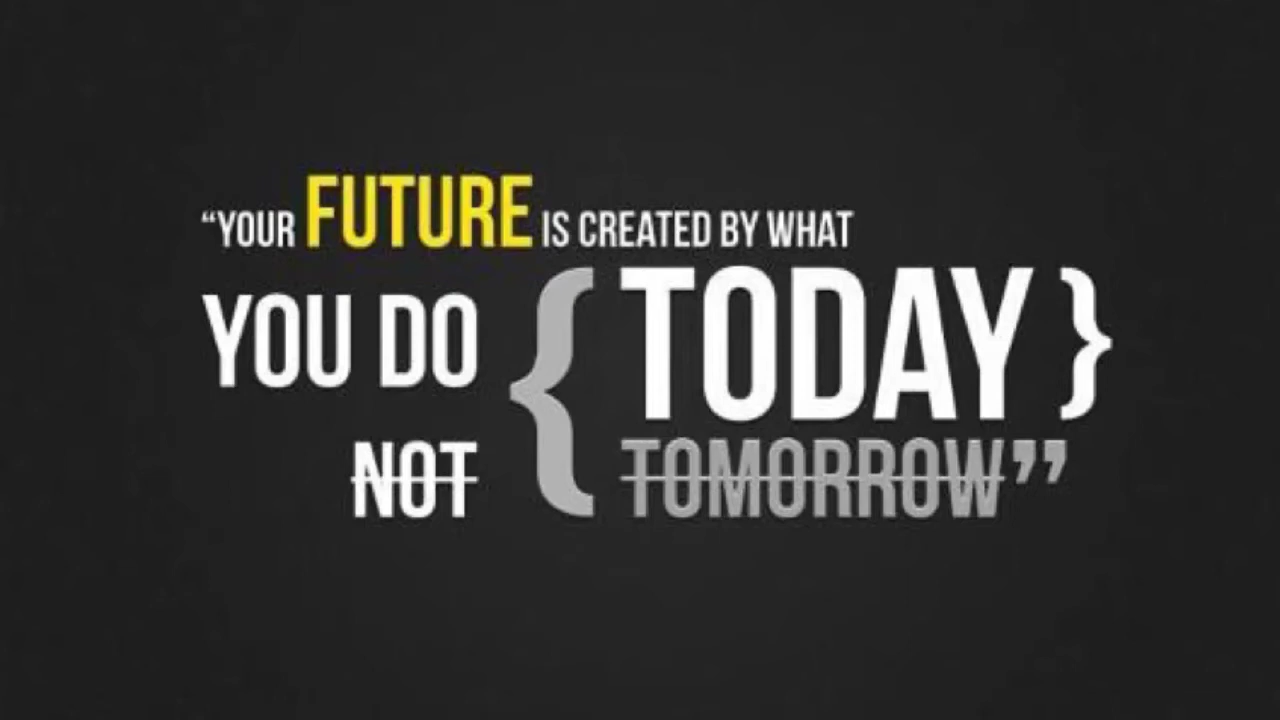 “YOUR FUTURE IS CREATED BY WHAT
YOU DO { TODAY }
NOT TOMORROW”